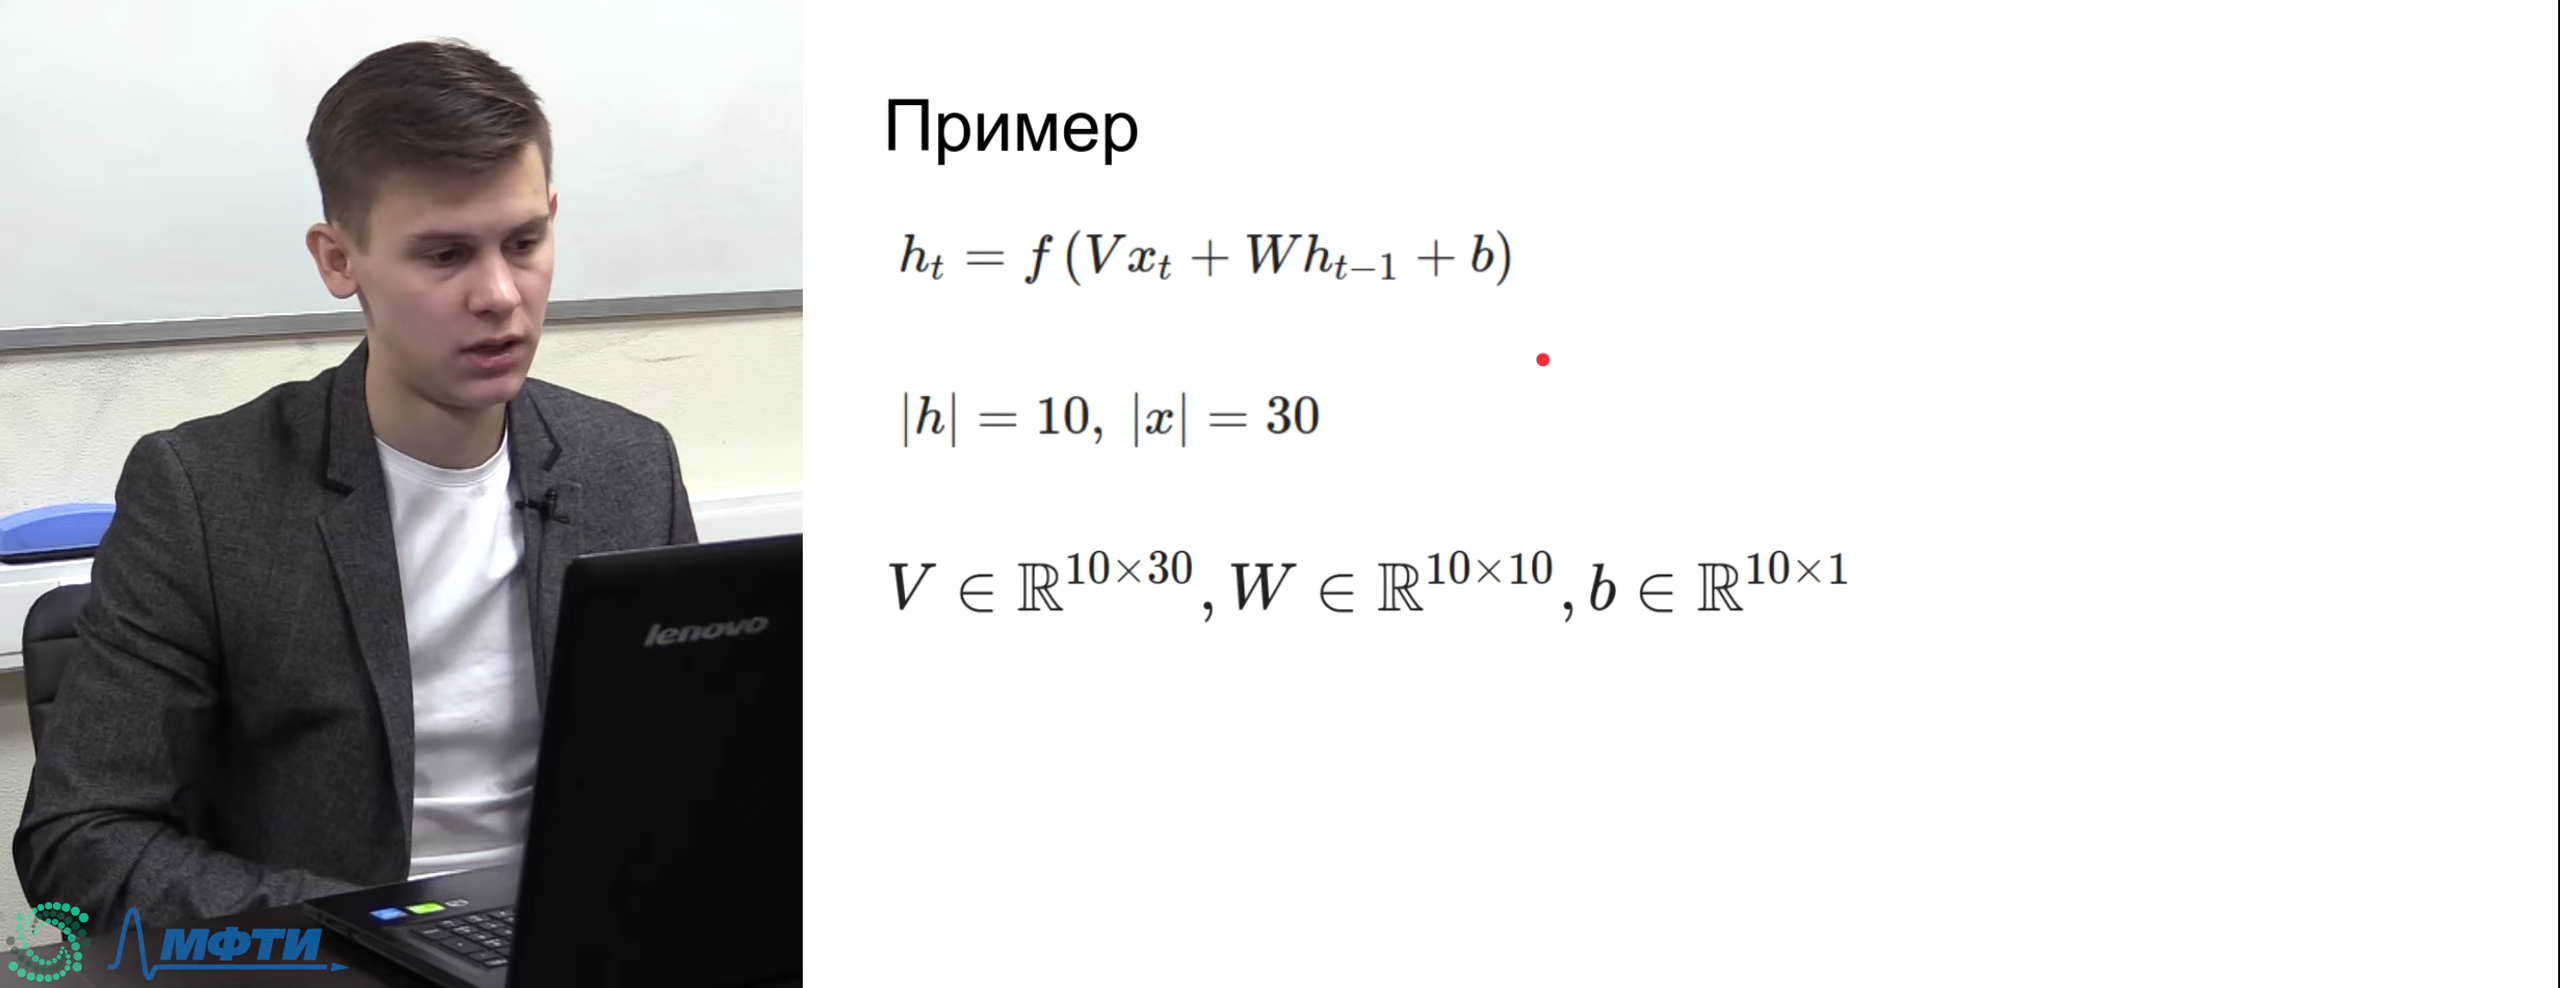 Пример
h_t = f (Vx_t + Wh_{t−1} + b)
|h| = 10, |x| = 30
V ∈ ℝ^{10×30}, W ∈ ℝ^{10×10}, b ∈ ℝ^{10×1}
lenovo
МФТИ